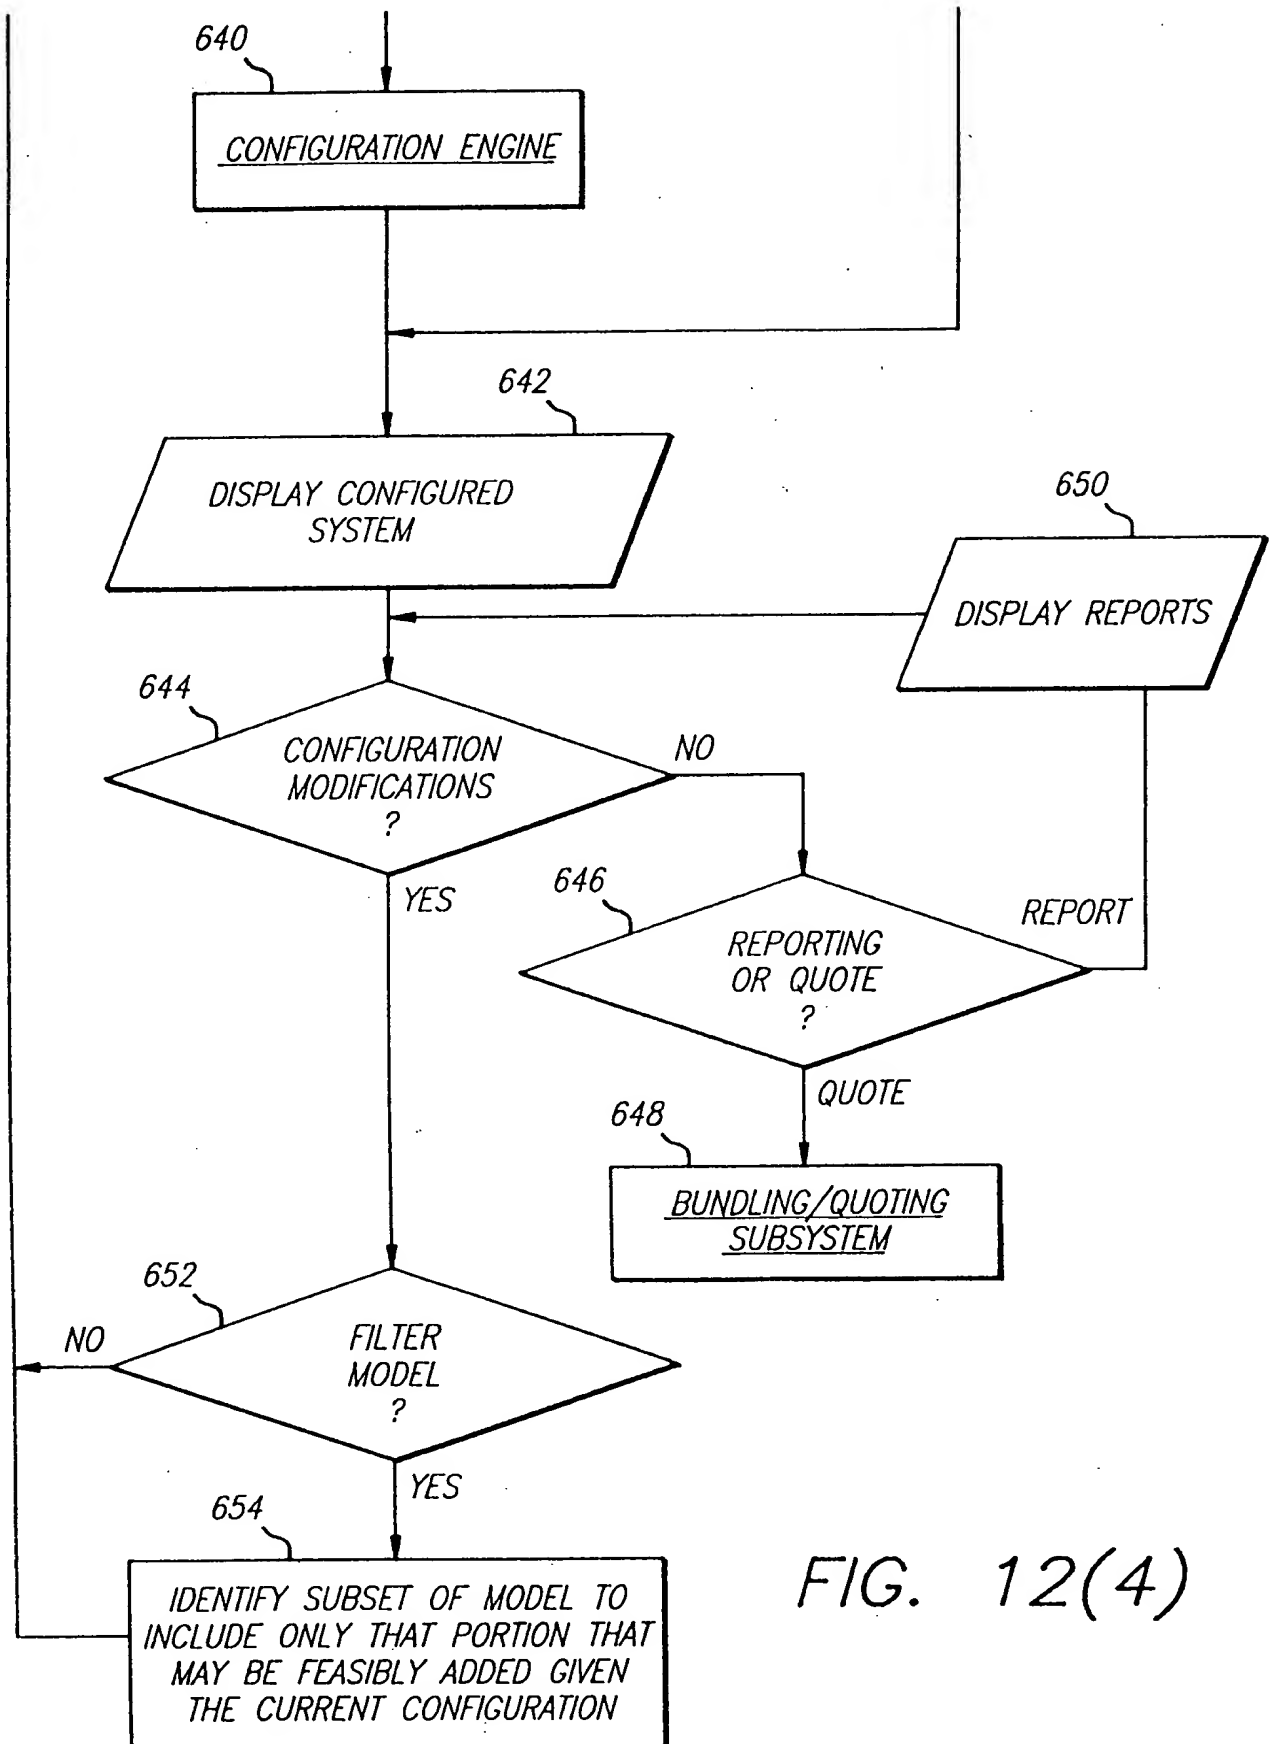 640
CONFIGURATION ENGINE
642
DISPLAY CONFIGURED
SYSTEM
650
DISPLAY REPORTS
644
CONFIGURATION
MODIFICATIONS
?
NO
YES
646
REPORTING
OR QUOTE
?
REPORT
QUOTE
648
BUNDLING/QUOTING
SUBSYSTEM
652
FILTER
MODEL
?
NO
YES
654
IDENTIFY SUBSET OF MODEL TO
INCLUDE ONLY THAT PORTION THAT
MAY BE FEASIBLY ADDED GIVEN
THE CURRENT CONFIGURATION
FIG. 12(4)